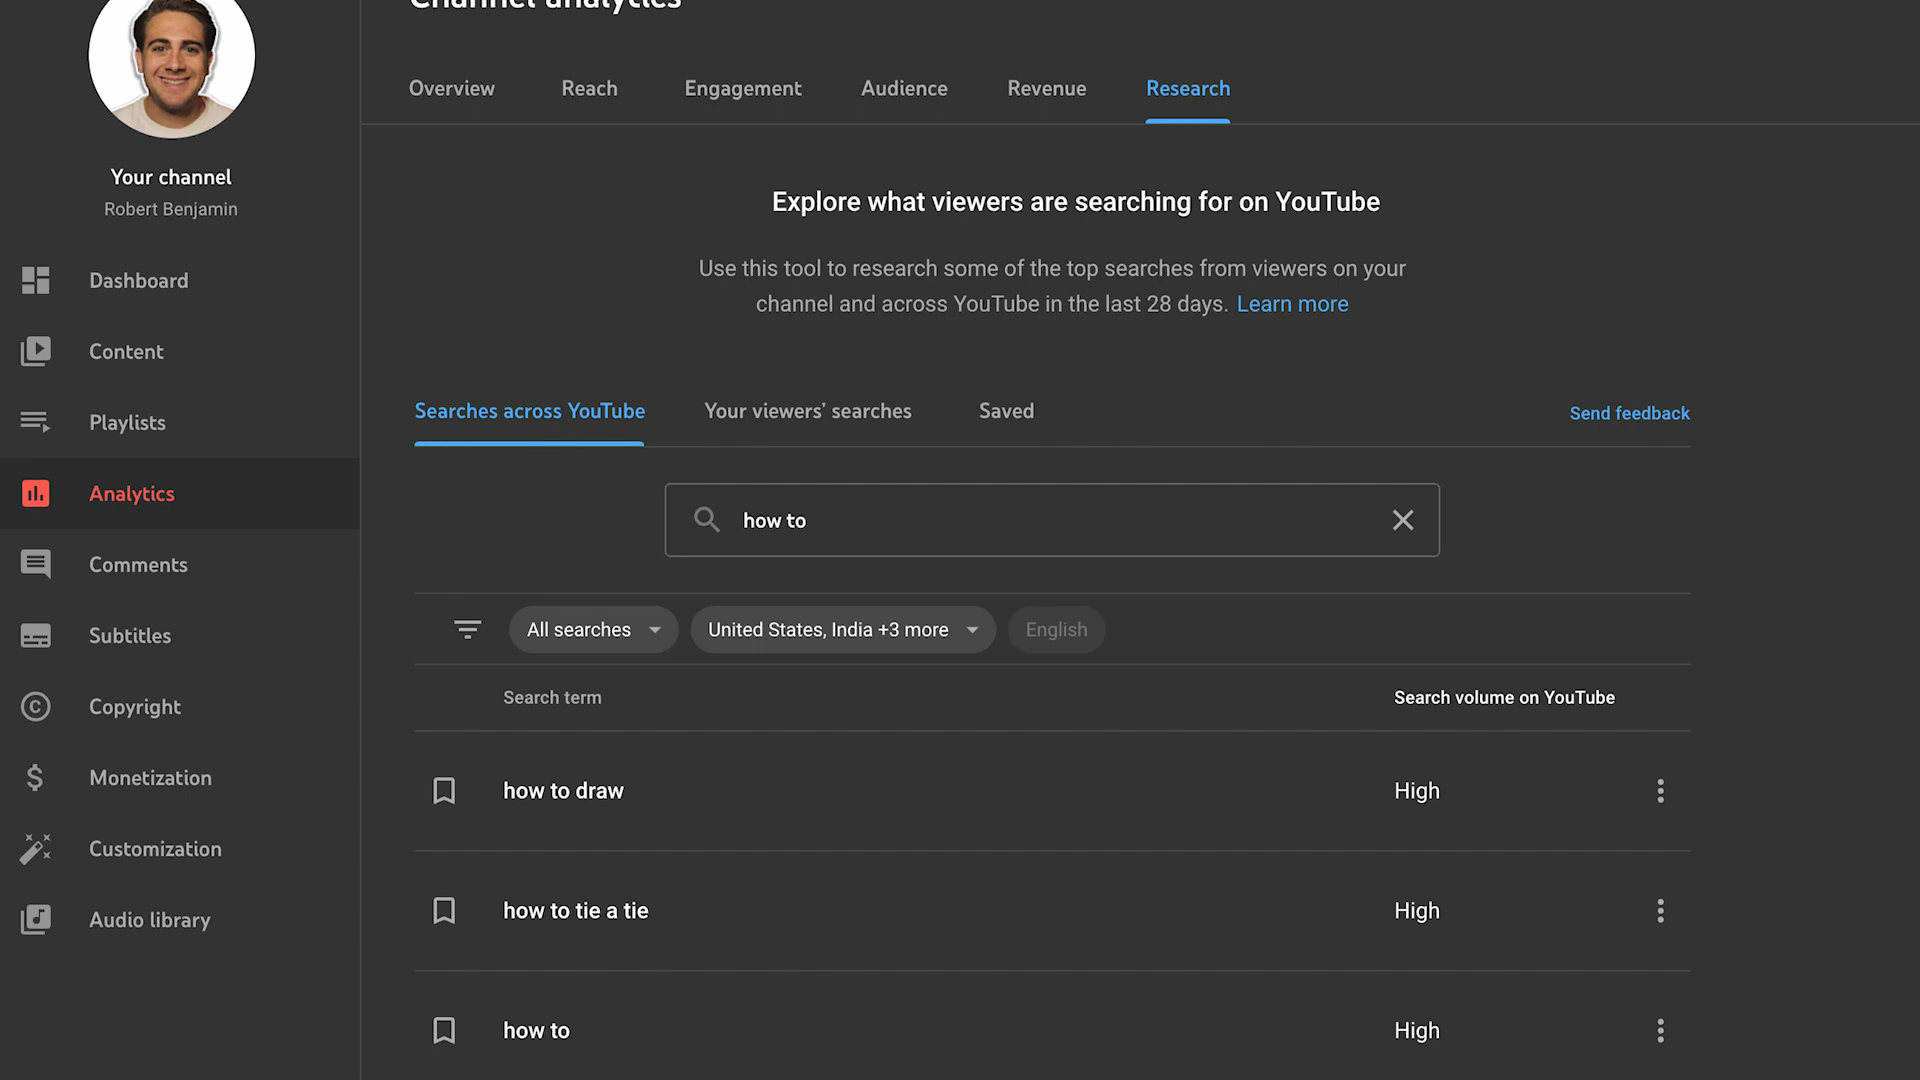 Channel analytics
Overview Reach Engagement Audience Revenue Research
Your channel
Robert Benjamin
Dashboard
Content
Playlists
Analytics
Comments
Subtitles
Copyright
Monetization
Customization
Audio library
Explore what viewers are searching for on YouTube
Use this tool to research some of the top searches from viewers on your
channel and across YouTube in the last 28 days. Learn more
Searches across YouTube Your viewers' searches Saved Send feedback
how to
All searches United States, India +3 more English
Search term Search volume on YouTube
how to draw High
how to tie a tie High
how to High